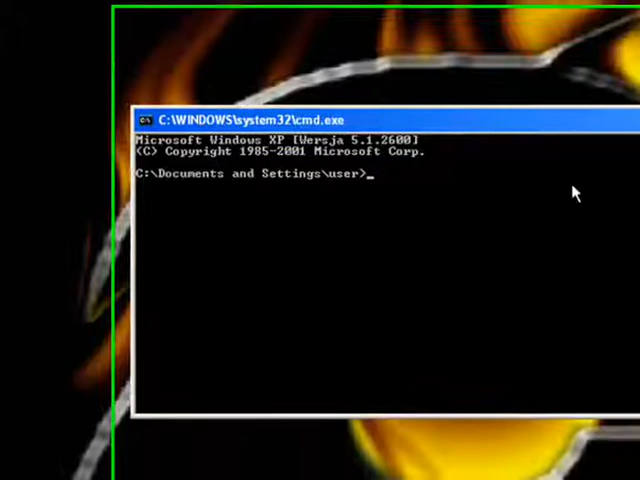 C:\WINDOWS\system32\cmd.exe
Microsoft Windows XP [Wersja 5.1.2600]
(C) Copyright 1985-2001 Microsoft Corp.
C:\Documents and Settings\user>_